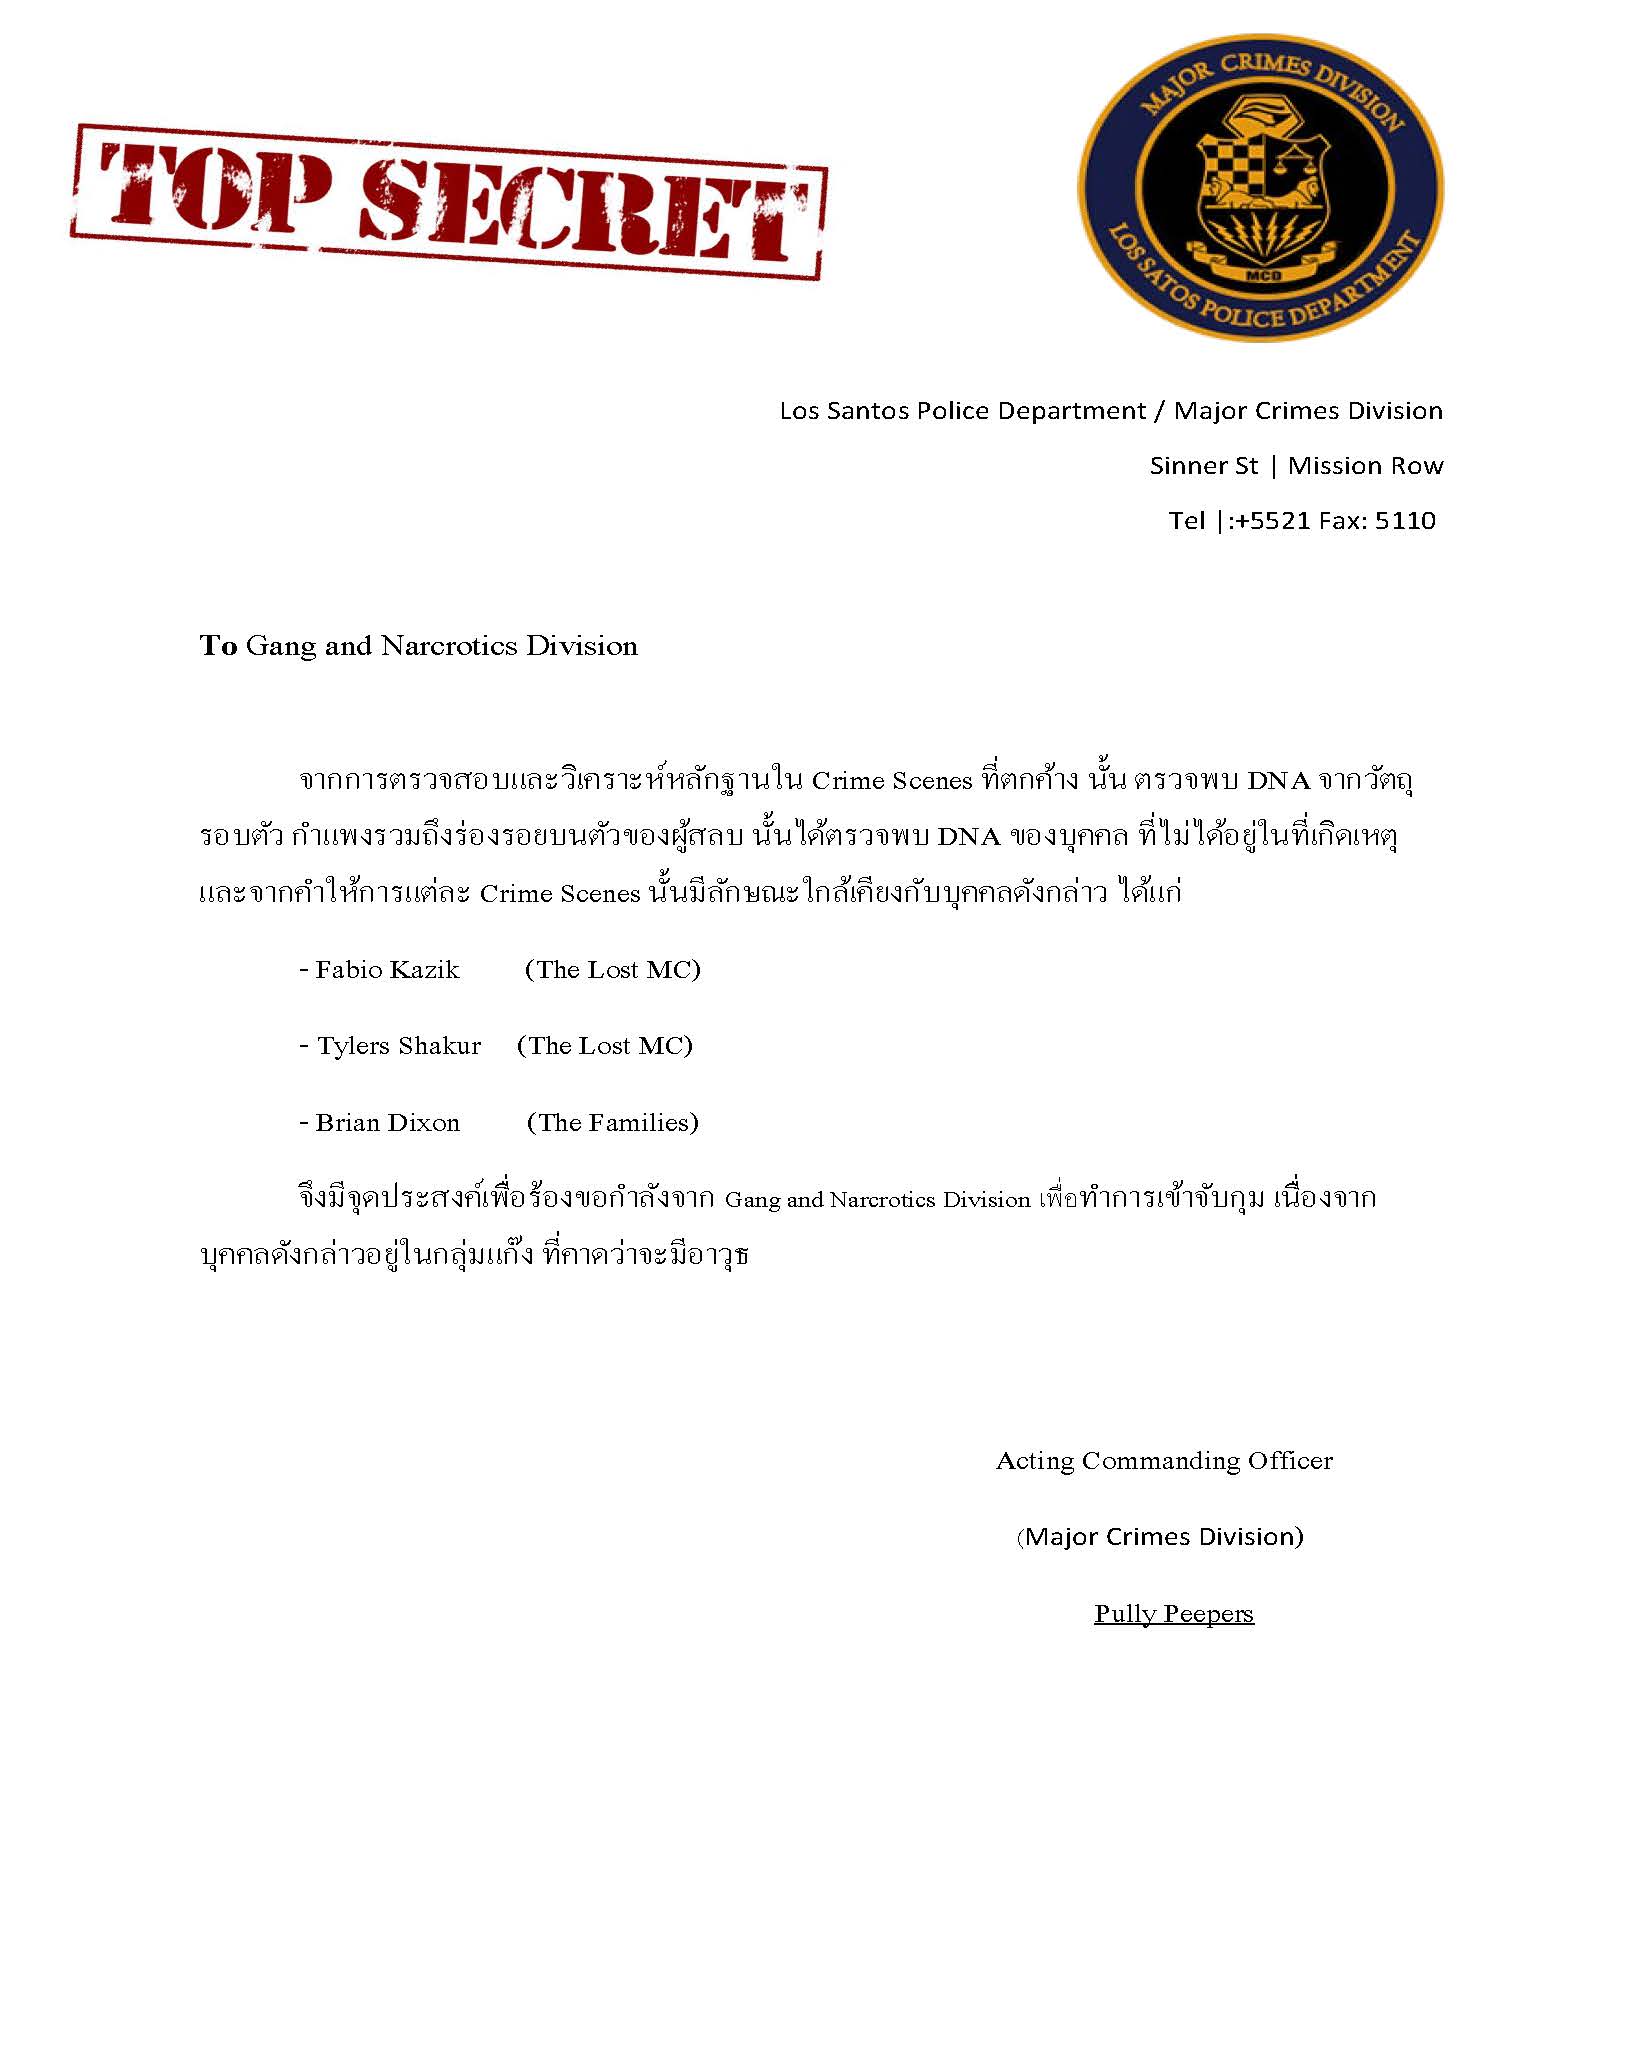 TOP SECRET
MAJOR CRIMES DIVISION
MCD
LOS SATOS POLICE DEPARTMENT
Los Santos Police Department / Major Crimes Division
Sinner St | Mission Row
Tel |:+5521 Fax: 5110
To Gang and Narcrotics Division
จากการตรวจสอบและวิเคราะห์หลักฐานใน Crime Scenes ที่ตกค้าง นั้น ตรวจพบ DNA จากวัตถุ
รอบตัว กำแพงรวมถึงร่องรอยบนตัวของผู้สลบ นั้นได้ตรวจพบ DNA ของบุคคล ที่ไม่ได้อยู่ในที่เกิดเหตุ
และจากคำให้การแต่ละ Crime Scenes นั้นมีลักษณะใกล้เคียงกับบุคคลดังกล่าว ได้แก่
- Fabio Kazik (The Lost MC)
- Tylers Shakur (The Lost MC)
- Brian Dixon (The Families)
จึงมีจุดประสงค์เพื่อร้องขอกำลังจาก Gang and Narcrotics Division เพื่อทำการเข้าจับกุม เนื่องจาก
บุคคลดังกล่าวอยู่ในกลุ่มแก๊ง ที่คาดว่าจะมีอาวุธ
Acting Commanding Officer
(Major Crimes Division)
Pully Peepers